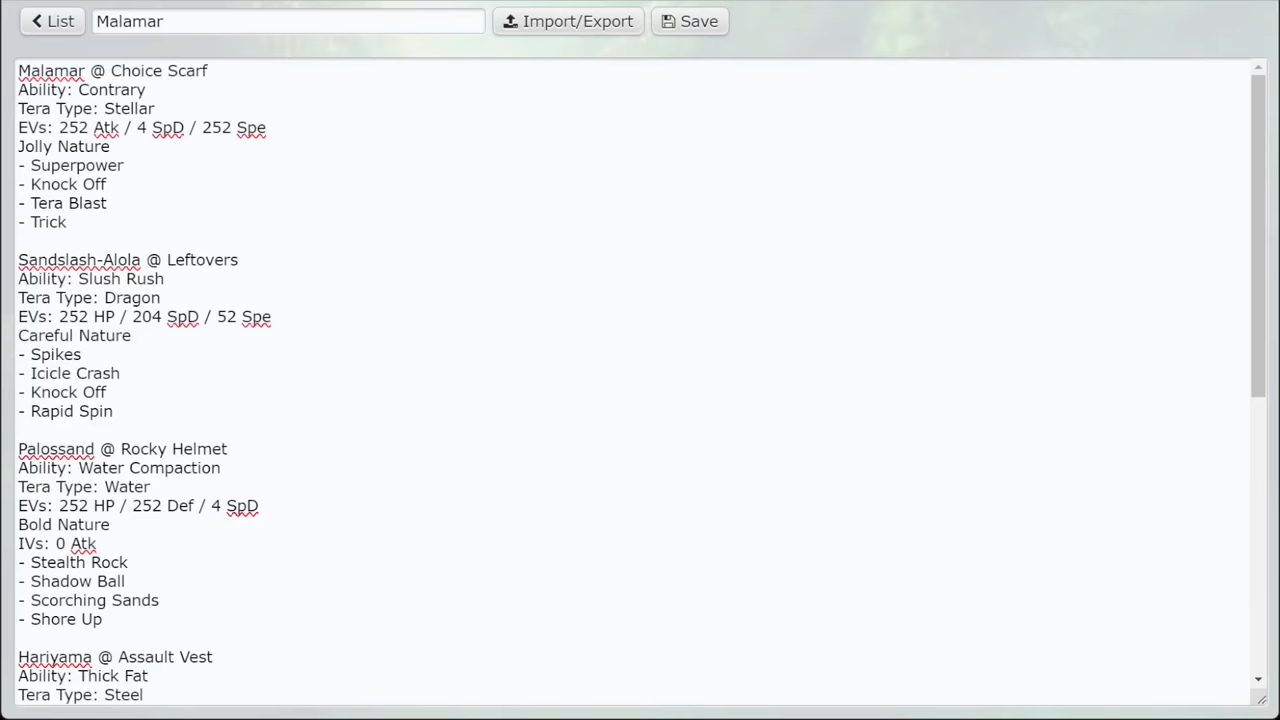 List
Malamar
Import/Export
Save
Malamar @ Choice Scarf
Ability: Contrary
Tera Type: Stellar
EVs: 252 Atk / 4 SpD / 252 Spe
Jolly Nature
- Superpower
- Knock Off
- Tera Blast
- Trick
Sandslash-Alola @ Leftovers
Ability: Slush Rush
Tera Type: Dragon
EVs: 252 HP / 204 SpD / 52 Spe
Careful Nature
- Spikes
- Icicle Crash
- Knock Off
- Rapid Spin
Palossand @ Rocky Helmet
Ability: Water Compaction
Tera Type: Water
EVs: 252 HP / 252 Def / 4 SpD
Bold Nature
IVs: 0 Atk
- Stealth Rock
- Shadow Ball
- Scorching Sands
- Shore Up
Hariyama @ Assault Vest
Ability: Thick Fat
Tera Type: Steel